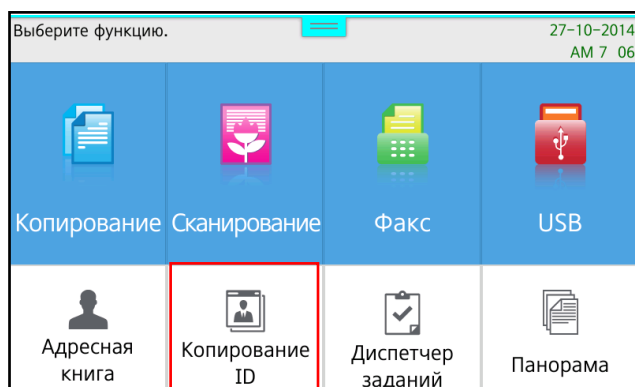 Выберите функцию.
27-10-2014
AM 7 06
Копирование Сканирование Факс USB
Адресная
книга
Копирование
ID
Диспетчер
заданий
Панорама